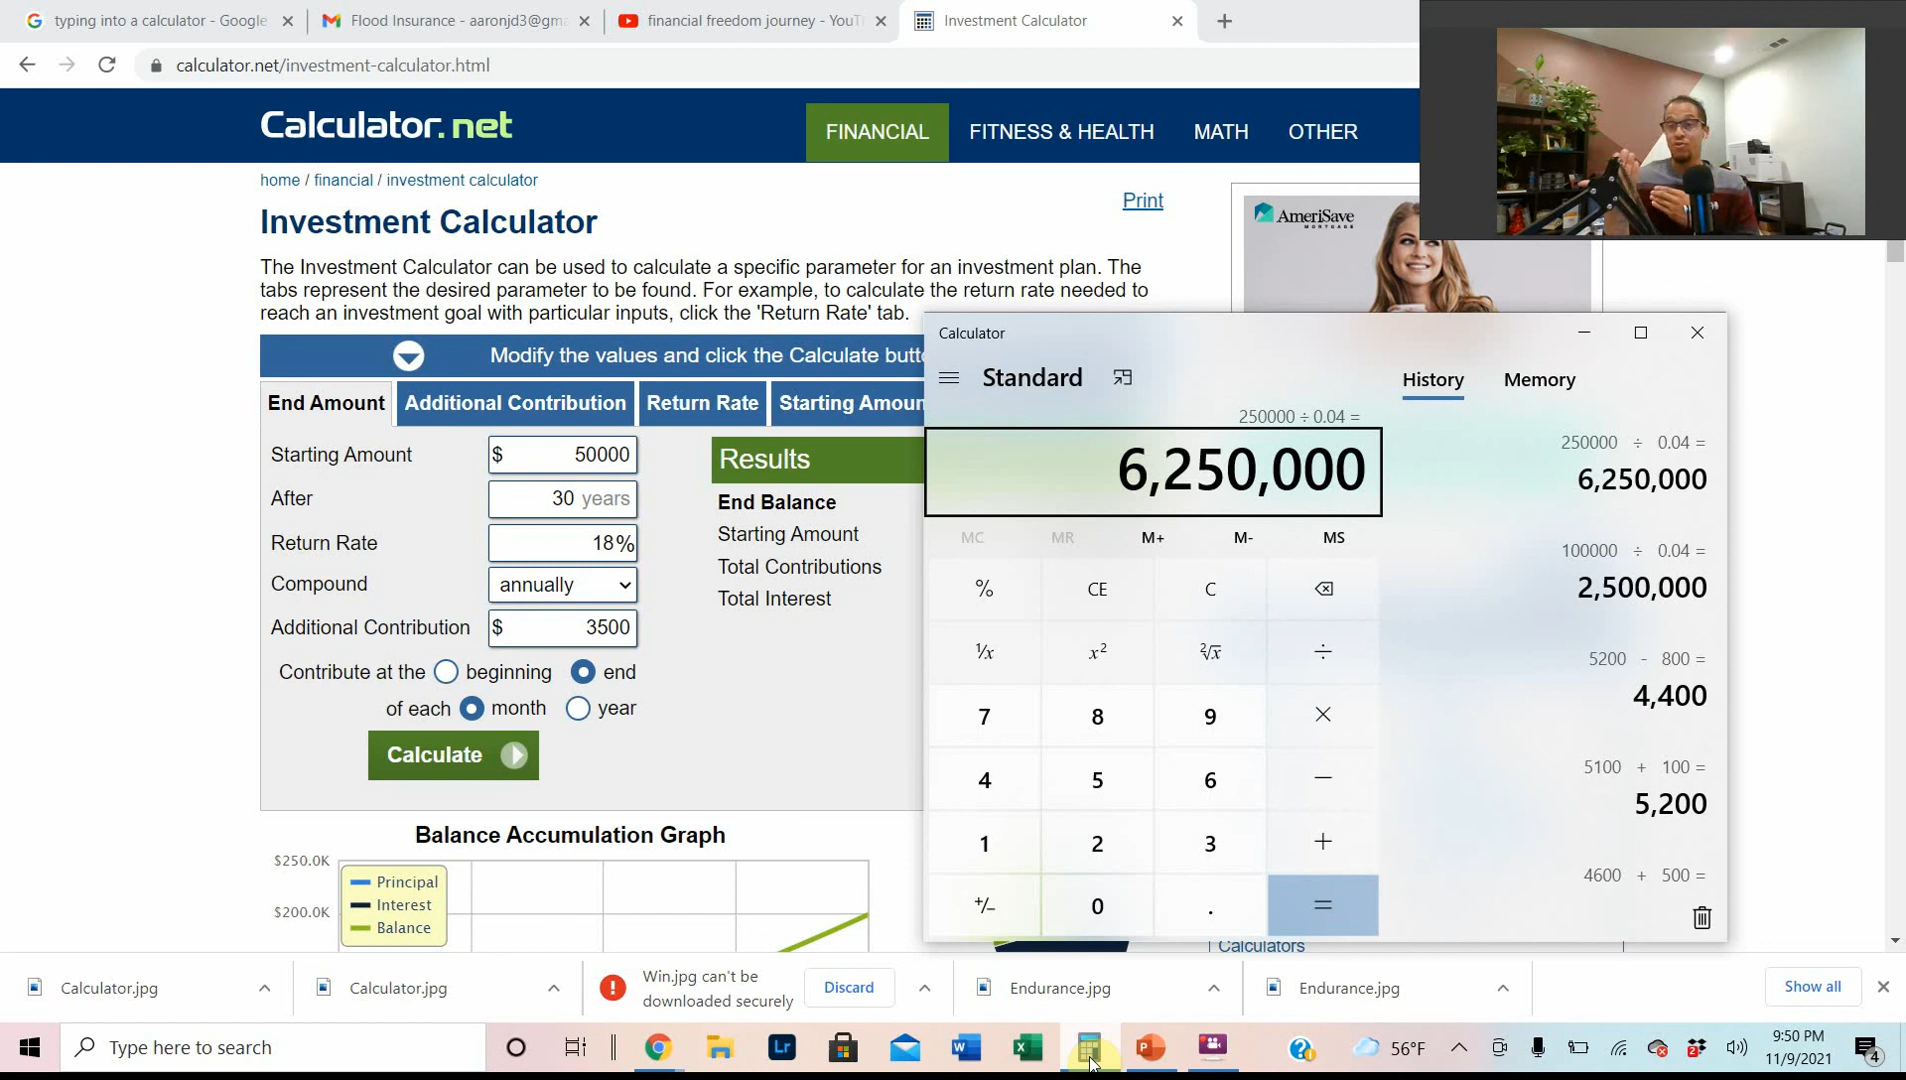 typing into a calculator - Google
Flood Insurance - aaronjd3@gm
financial freedom journey - YouT
Investment Calculator
calculator.net/investment-calculator.html
Calculator.net
FINANCIAL
FITNESS & HEALTH
MATH
OTHER
home / financial / investment calculator
Print
Investment Calculator
The Investment Calculator can be used to calculate a specific parameter for an investment plan. The
tabs represent the desired parameter to be found. For example, to calculate the return rate needed to
reach an investment goal with particular inputs, click the 'Return Rate' tab.
AmeriSave
MORTGAGE
Modify the values and click the Calculate butt
End Amount
Additional Contribution
Return Rate
Starting Amoun
Starting Amount $ 50000
After 30 years
Return Rate 18%
Compound annually
Additional Contribution $ 3500
Contribute at the beginning end
of each month year
Calculate
Results
End Balance
Starting Amount
Total Contributions
Total Interest
Balance Accumulation Graph
$250.0K
$200.0K
Principal
Interest
Balance
Calculators
Calculator
Standard
250000 ÷ 0.04 =
6,250,000
MC MR M+ M- MS
% CE C
¹/x x² ²√x ÷
7 8 9 ×
4 5 6 −
1 2 3 +
+/− 0 . =
History
Memory
250000 ÷ 0.04 =
6,250,000
100000 ÷ 0.04 =
2,500,000
5200 - 800 =
4,400
5100 + 100 =
5,200
4600 + 500 =
Calculator.jpg
Calculator.jpg
Win.jpg can't be
downloaded securely
Discard
Endurance.jpg
Endurance.jpg
Show all
Type here to search
56°F
9:50 PM
11/9/2021
4